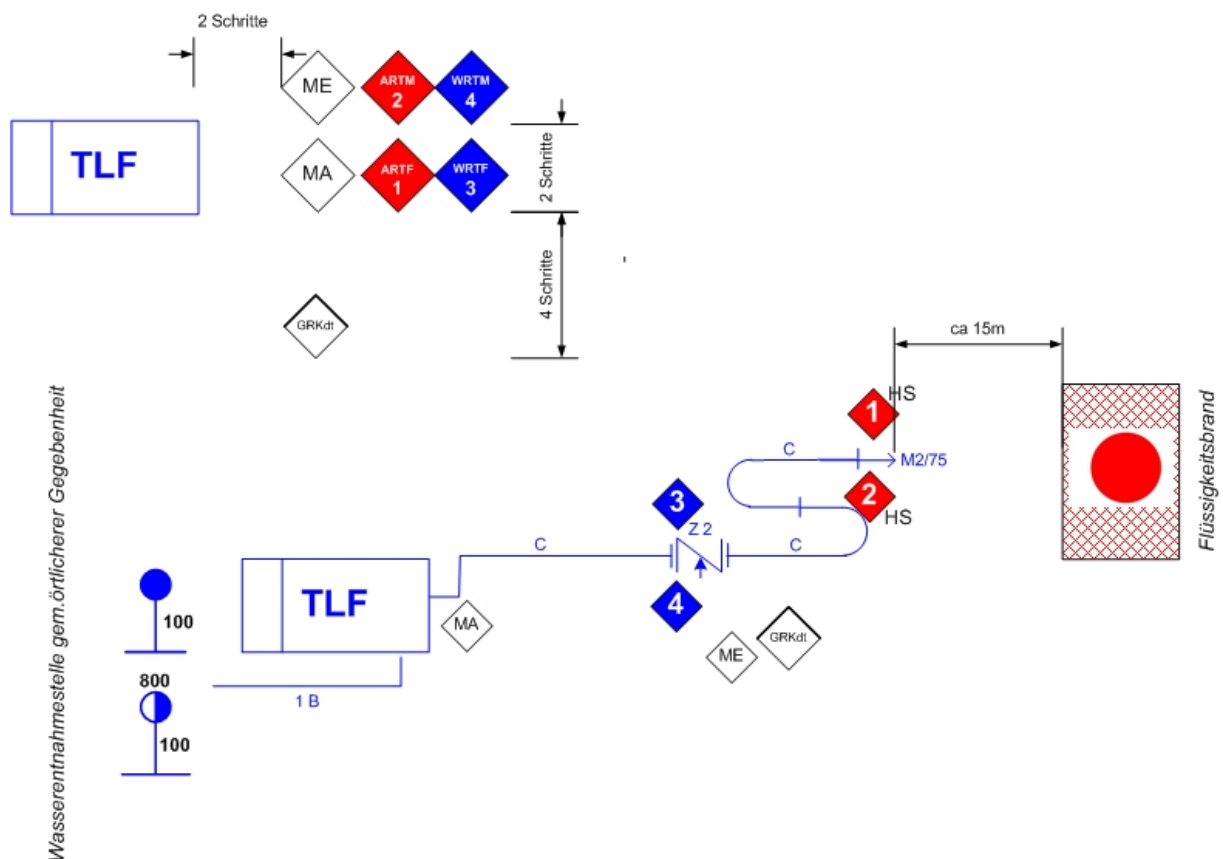 2 Schritte
ME
ARTM
2
WRTM
4
TLF
MA
ARTF
1
WRTF
3
2 Schritte
4 Schritte
GRKdt
ca 15m
HS
1
C
M2/75
2
HS
3
Z 2
C
C
4
TLF
MA
ME
GRKdt
100
800
1 B
100
Wasserentnahmestelle gem.örtlicherer Gegebenheit
Flüssigkeitsbrand